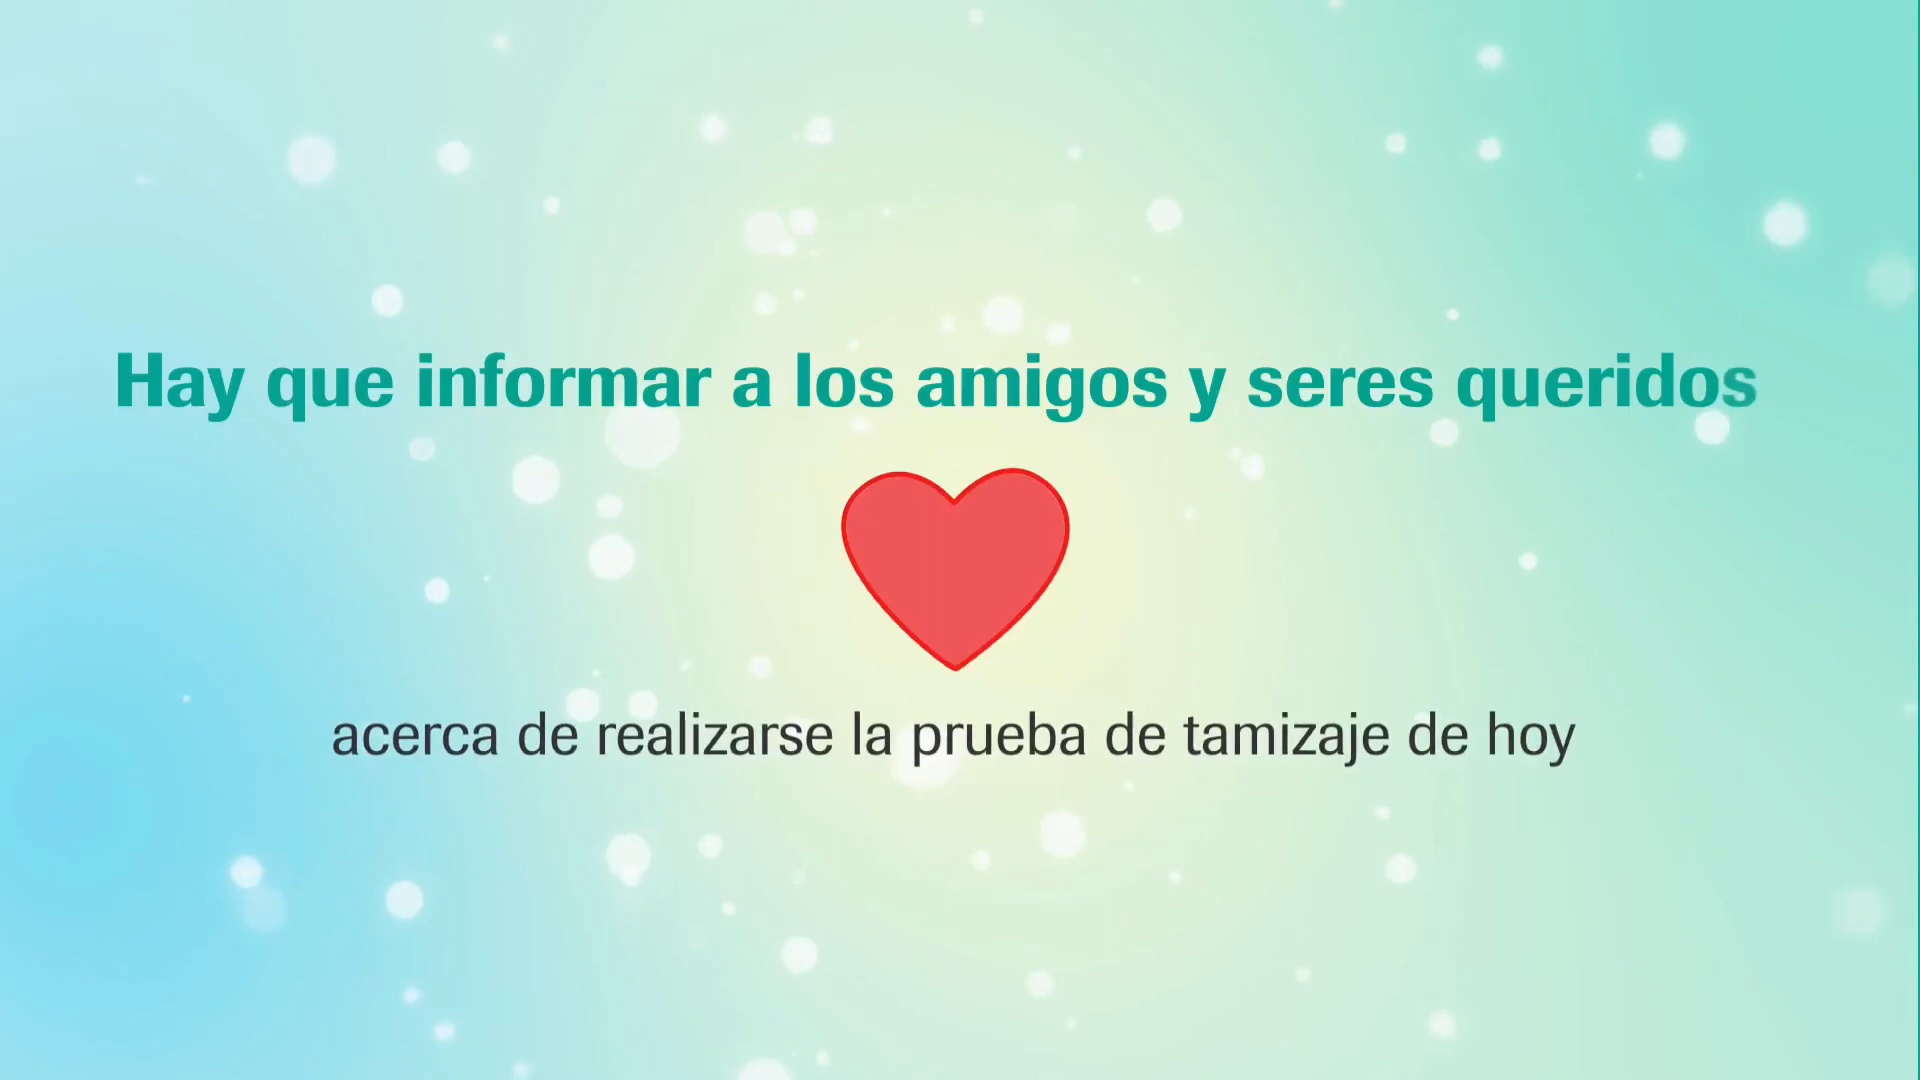 Hay que informar a los amigos y seres queridos
acerca de realizarse la prueba de tamizaje de hoy